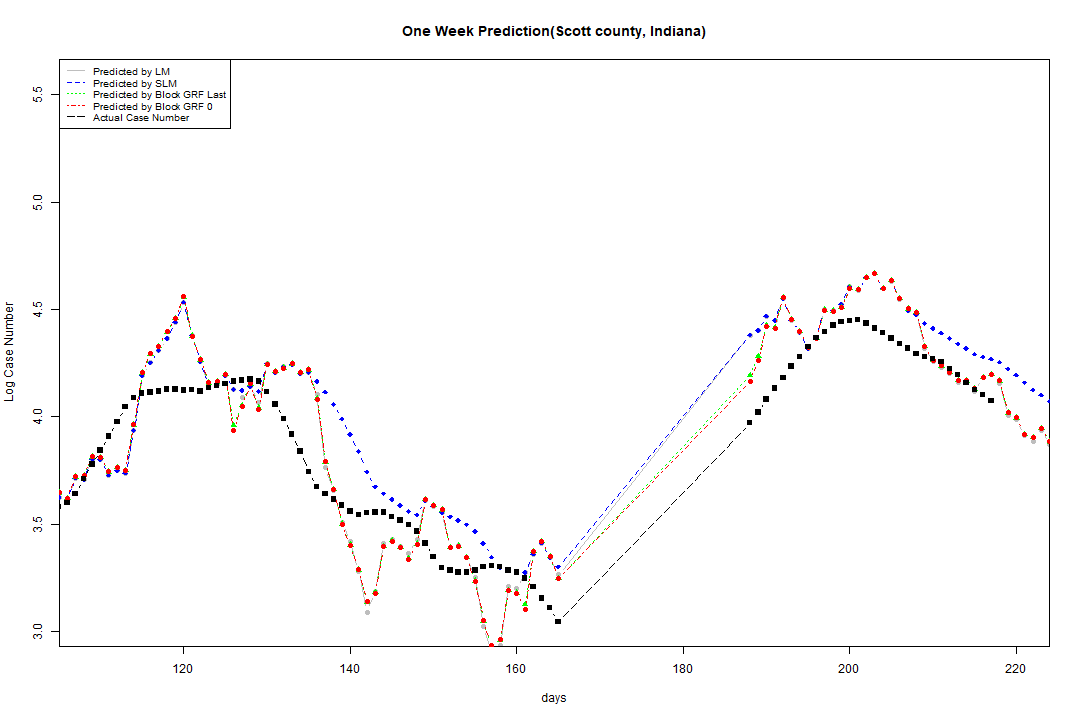 One Week Prediction(Scott county, Indiana)
Predicted by LM
Predicted by SLM
Predicted by Block GRF Last
Predicted by Block GRF 0
Actual Case Number
5.5
5.0
4.5
4.0
3.5
3.0
Log Case Number
120 140 160 180 200 220
days